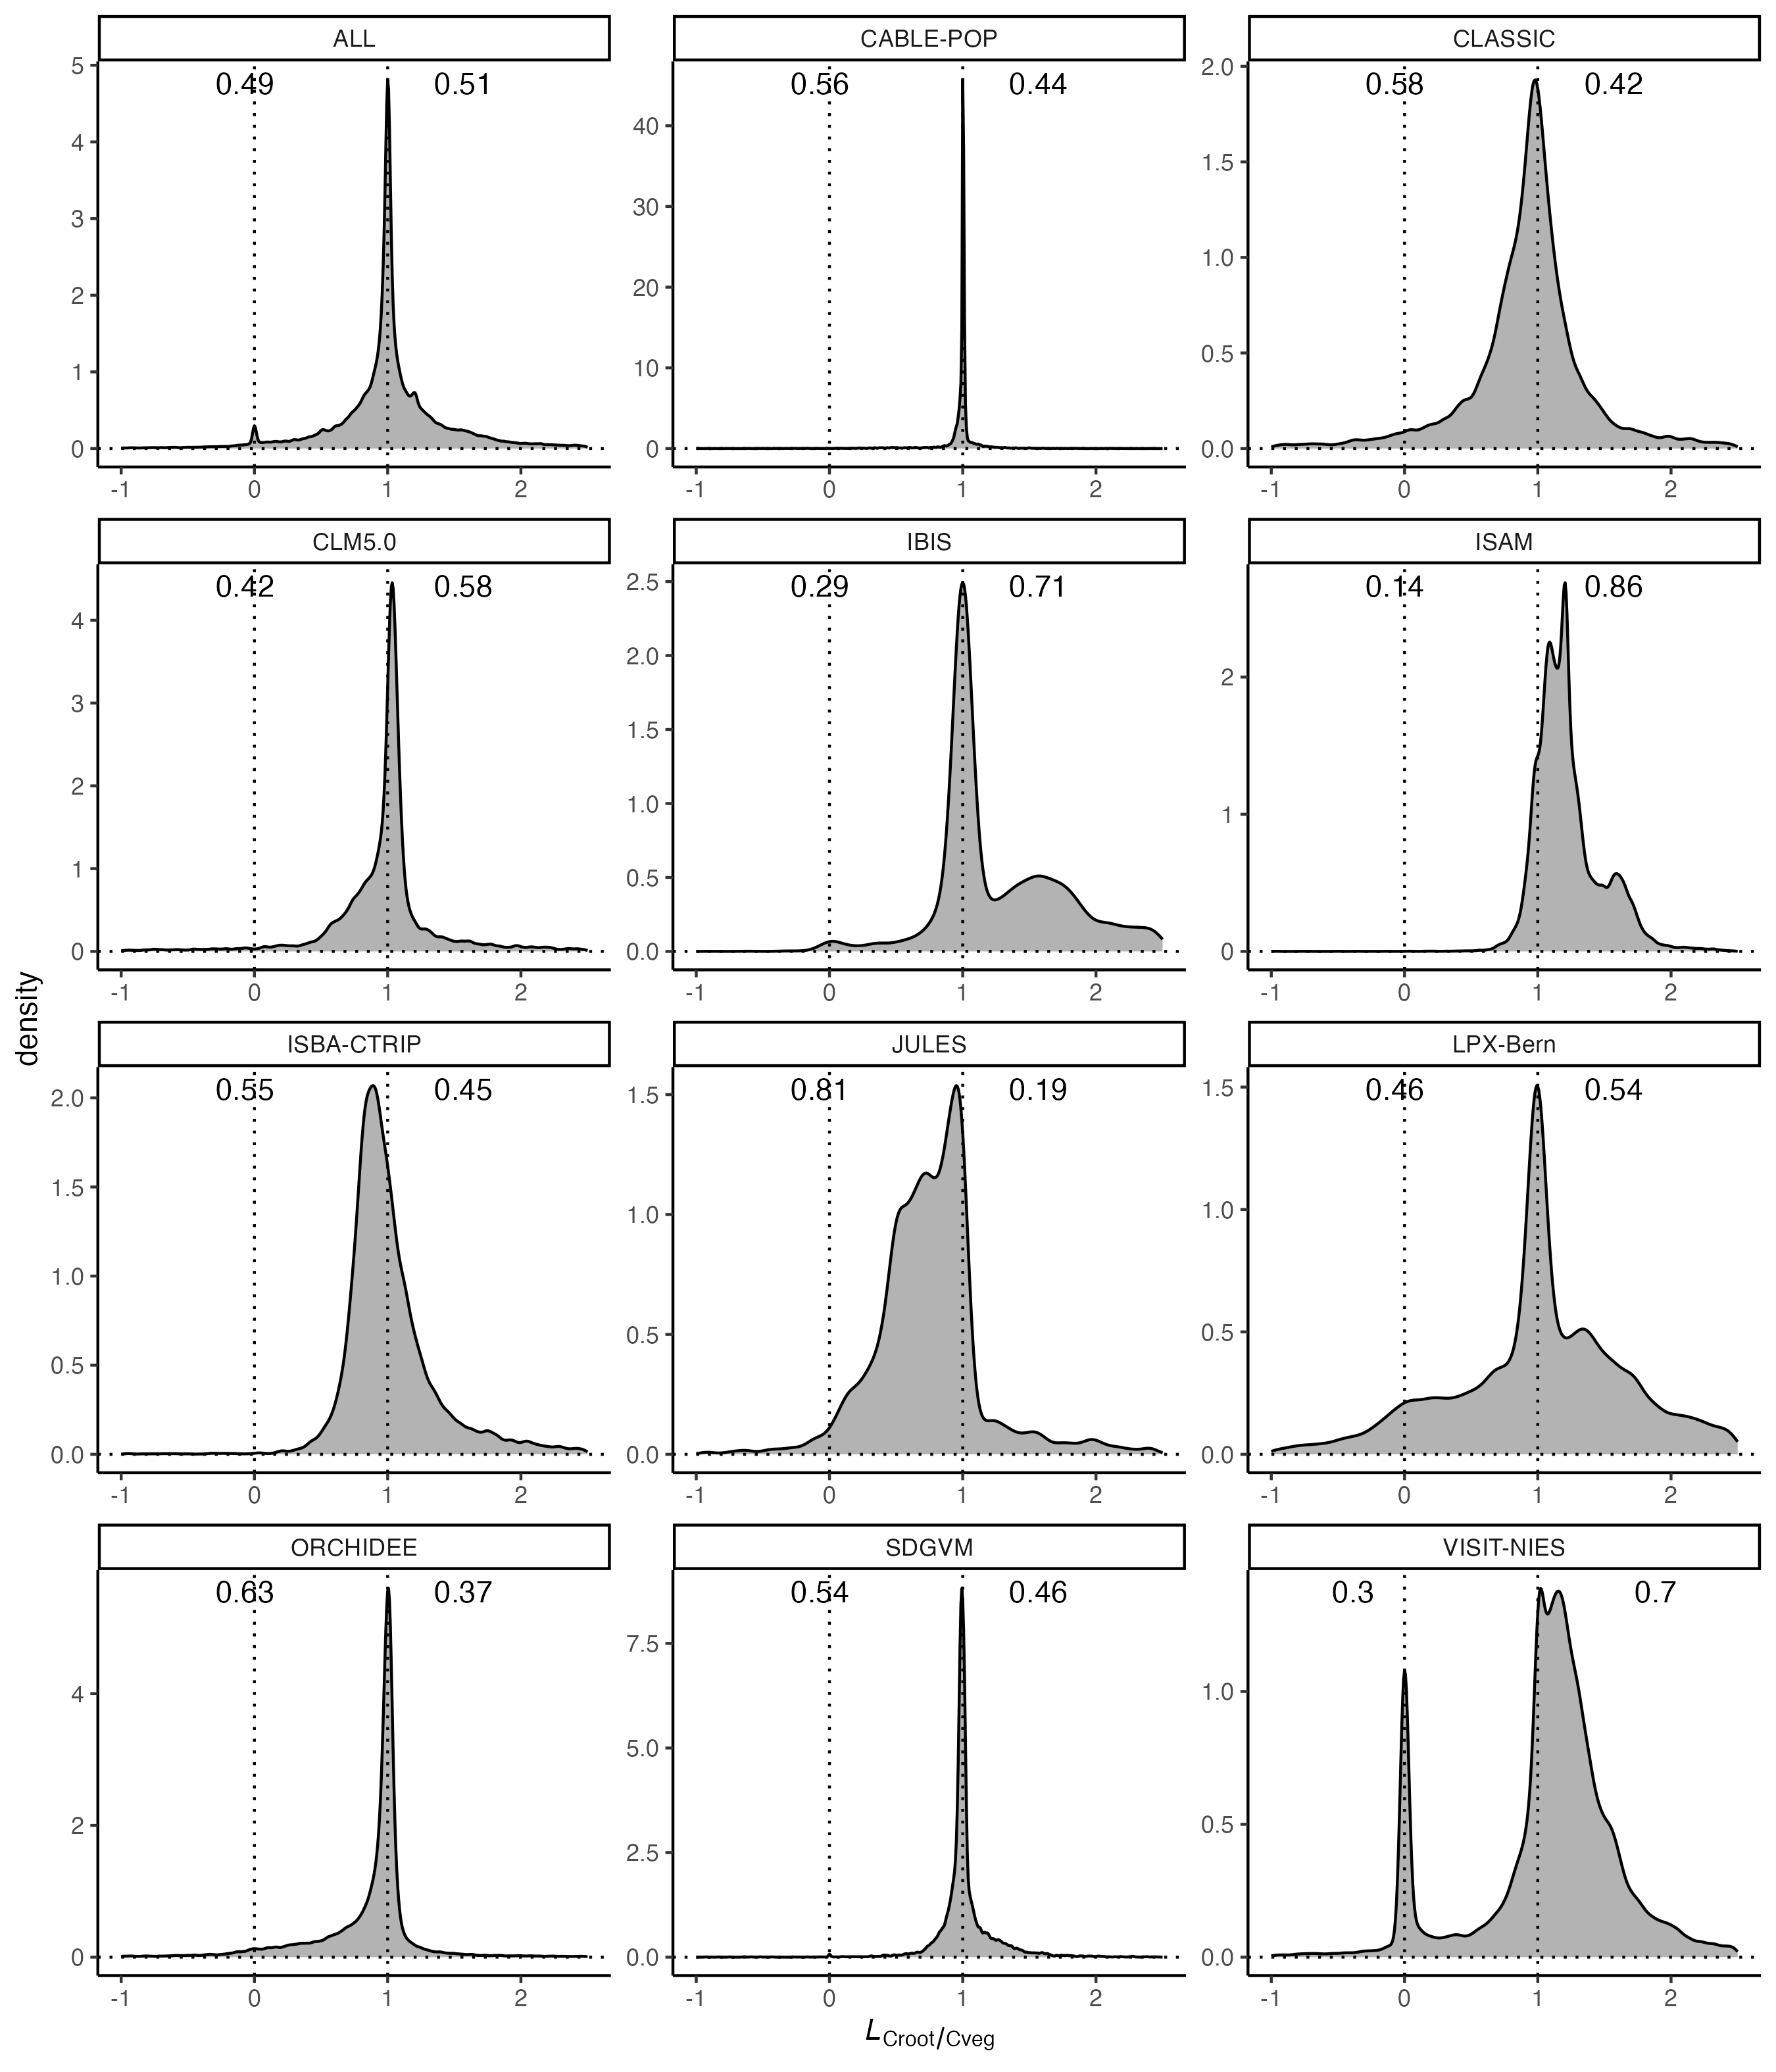 ALL
CABLE-POP
CLASSIC
0.49 0.51
0.56 0.44
0.58 0.42
5
4
3
2
1
0
40
30
20
10
0
2.0
1.5
1.0
0.5
0.0
-1 0 1 2
-1 0 1 2
-1 0 1 2
CLM5.0
IBIS
ISAM
0.42 0.58
0.29 0.71
0.14 0.86
4
3
2
1
0
2.5
2.0
1.5
1.0
0.5
0.0
2
1
0
-1 0 1 2
-1 0 1 2
-1 0 1 2
density
ISBA-CTRIP
JULES
LPX-Bern
0.55 0.45
0.81 0.19
0.46 0.54
2.0
1.5
1.0
0.5
0.0
1.5
1.0
0.5
0.0
1.5
1.0
0.5
0.0
-1 0 1 2
-1 0 1 2
-1 0 1 2
ORCHIDEE
SDGVM
VISIT-NIES
0.63 0.37
0.54 0.46
0.3 0.7
4
2
0
7.5
5.0
2.5
0.0
1.0
0.5
0.0
-1 0 1 2
-1 0 1 2
-1 0 1 2
L Croot/Cveg